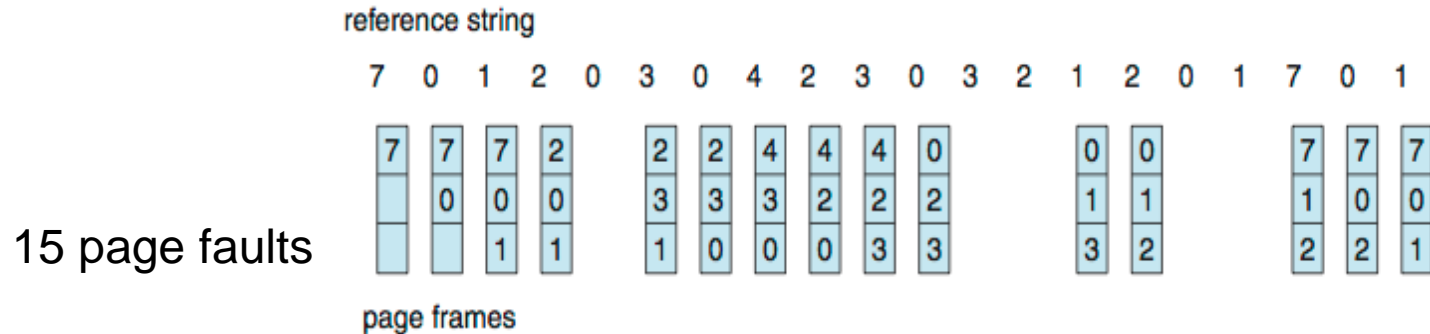 reference string
7 0 1 2 0 3 0 4 2 3 0 3 2 1 2 0 1 7 0 1
7 7 7 2 2 2 4 4 4 0 0 0 7 7 7
0 0 0 3 3 3 2 2 2 1 1 1 0 0
15 page faults
1 1 1 0 0 0 3 3 3 2 2 2 1
page frames